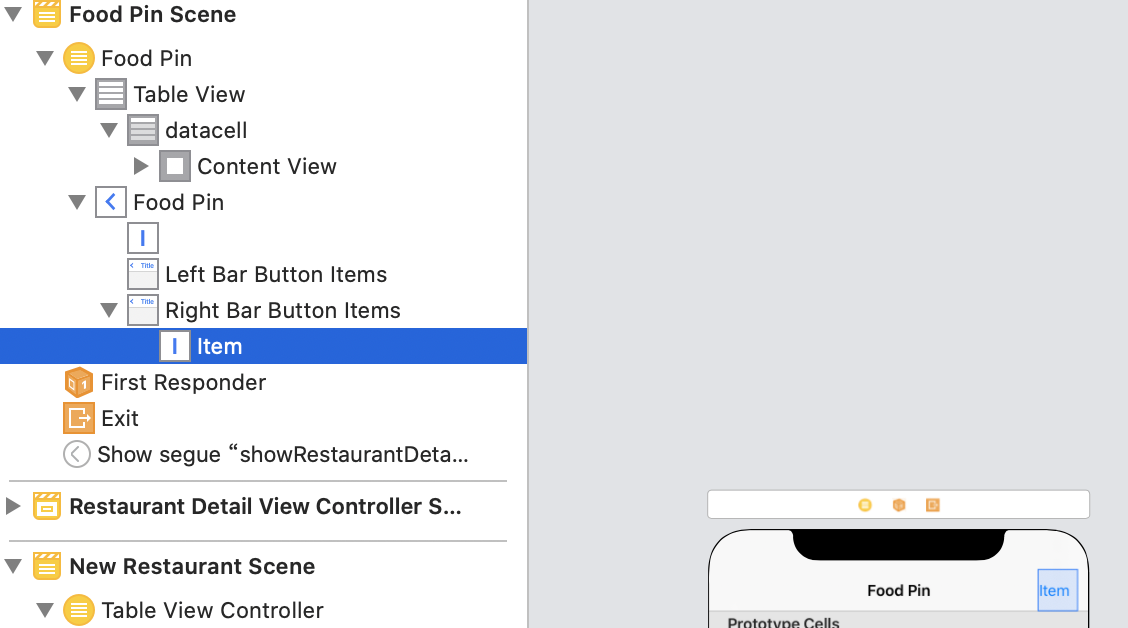 Food Pin Scene
Food Pin
Table View
datacell
Content View
Food Pin
Left Bar Button Items
Right Bar Button Items
Item
First Responder
Exit
Show segue “showRestaurantDeta...
Restaurant Detail View Controller S...
New Restaurant Scene
Table View Controller
Food Pin
Item
Prototype Cells